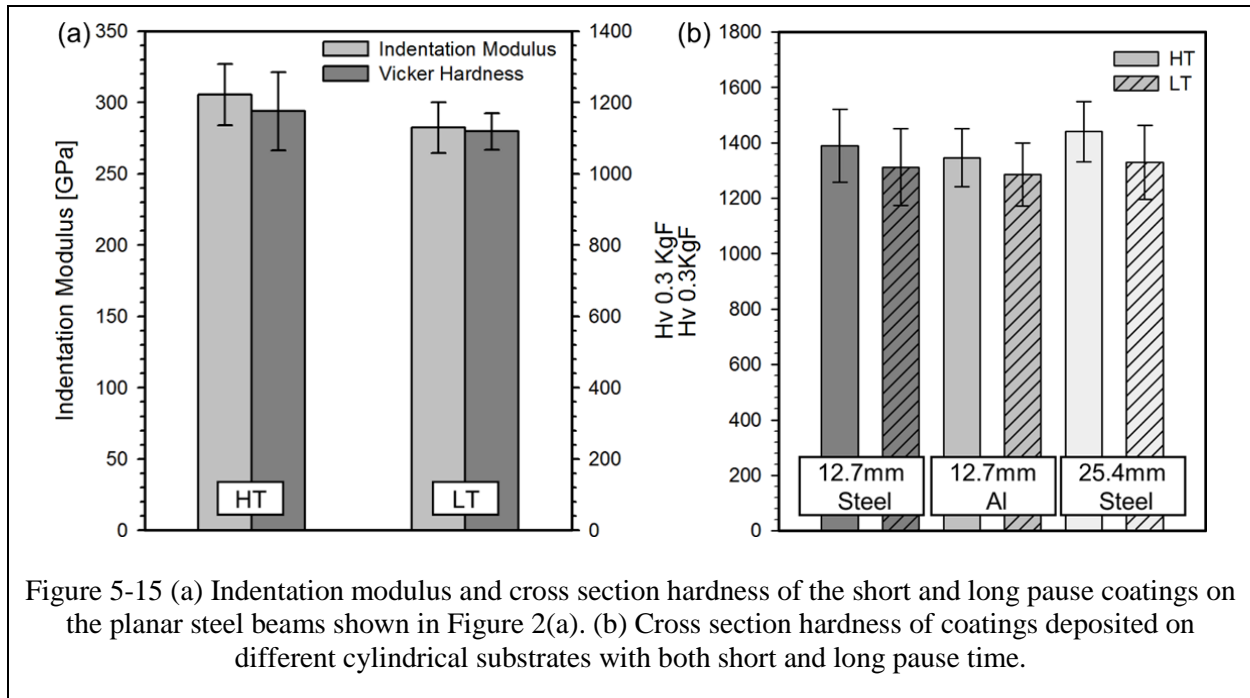 (a)
Indentation Modulus
Vicker Hardness
Indentation Modulus [GPa]
350
300
250
200
150
100
50
0
1400
1200
1000
800
600
400
200
0
HT
LT
(b)
Hv 0.3 KgF
Hv 0.3KgF
1800
1600
1400
1200
1000
800
600
400
200
0
HT
LT
12.7mm
Steel
12.7mm
Al
25.4mm
Steel
Figure 5-15 (a) Indentation modulus and cross section hardness of the short and long pause coatings on
the planar steel beams shown in Figure 2(a). (b) Cross section hardness of coatings deposited on
different cylindrical substrates with both short and long pause time.